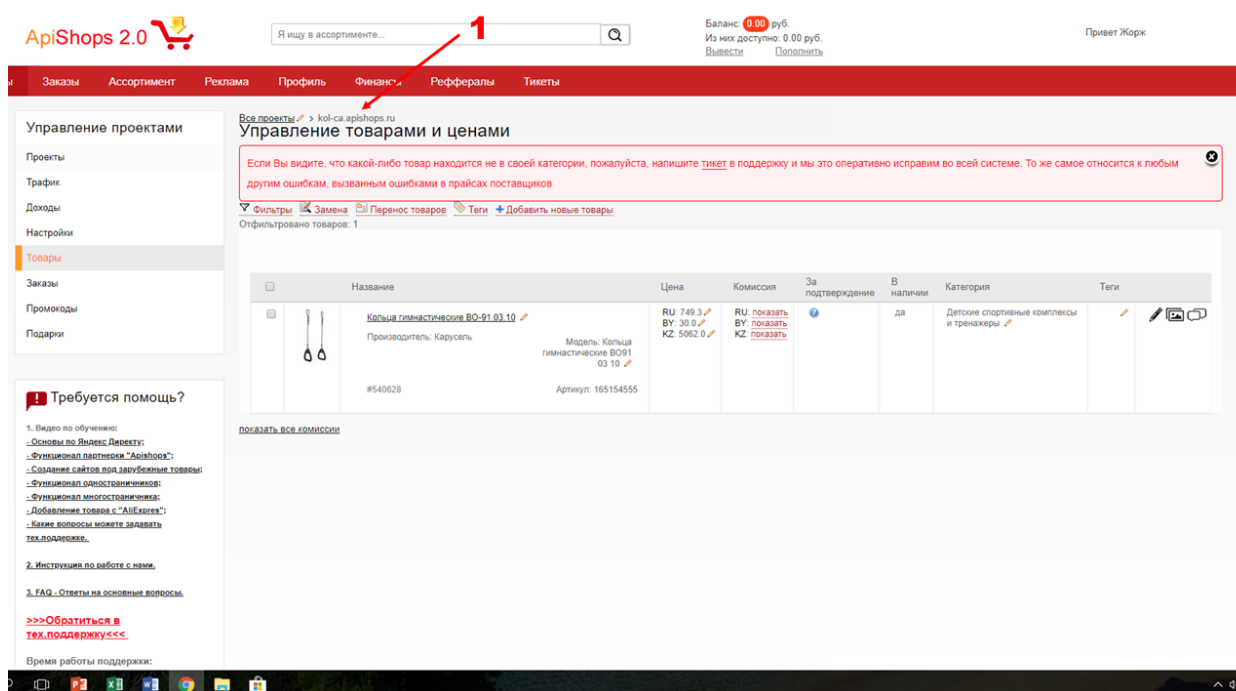 ApiShops 2.0
Я ищу в ассортименте...
1
Баланс: 0.00 руб.
Из них доступно: 0.00 руб.
Вывести Пополнить
Привет Жорж
ы Заказы Ассортимент Реклама Профиль Финансы Реффералы Тикеты
Управление проектами
Проекты
Трафик
Доходы
Настройки
Товары
Заказы
Промокоды
Подарки
Все проекты > kol-ca.apishops.ru
Управление товарами и ценами
Если Вы видите, что какой-либо товар находится не в своей категории, пожалуйста, напишите тикет в поддержку и мы это оперативно исправим во всей системе. То же самое относится к любым
другим ошибкам, вызванным ошибками в прайсах поставщиков
Фильтры Замена Перенос товаров Теги + Добавить новые товары
Отфильтровано товаров: 1
Название Цена Комиссия За подтверждение В наличии Категория Теги
Кольца гимнастические ВО-91.03.10
Производитель: Карусель
Модель: Кольца
гимнастические ВО91
03 10
#540628 Артикул: 165154555
RU: 749.3
BY: 30.0
KZ: 5062.0
RU: показать
BY: показать
KZ: показать
да
Детские спортивные комплексы
и тренажеры
показать все комиссии
! Требуется помощь?
1. Видео по обучению:
- Основы по Яндекс Директу;
- Функционал партнерки "Apishops";
- Создание сайтов под зарубежные товары;
- Функционал одностраничников;
- Функционал многостраничника;
- Добавление товара с "AliExpres";
- Какие вопросы можете задавать
тех.поддержке.
2. Инструкция по работе с нами.
3. FAQ - Ответы на основные вопросы.
>>>Обратиться в
тех.поддержку<<<
Время работы поддержки: